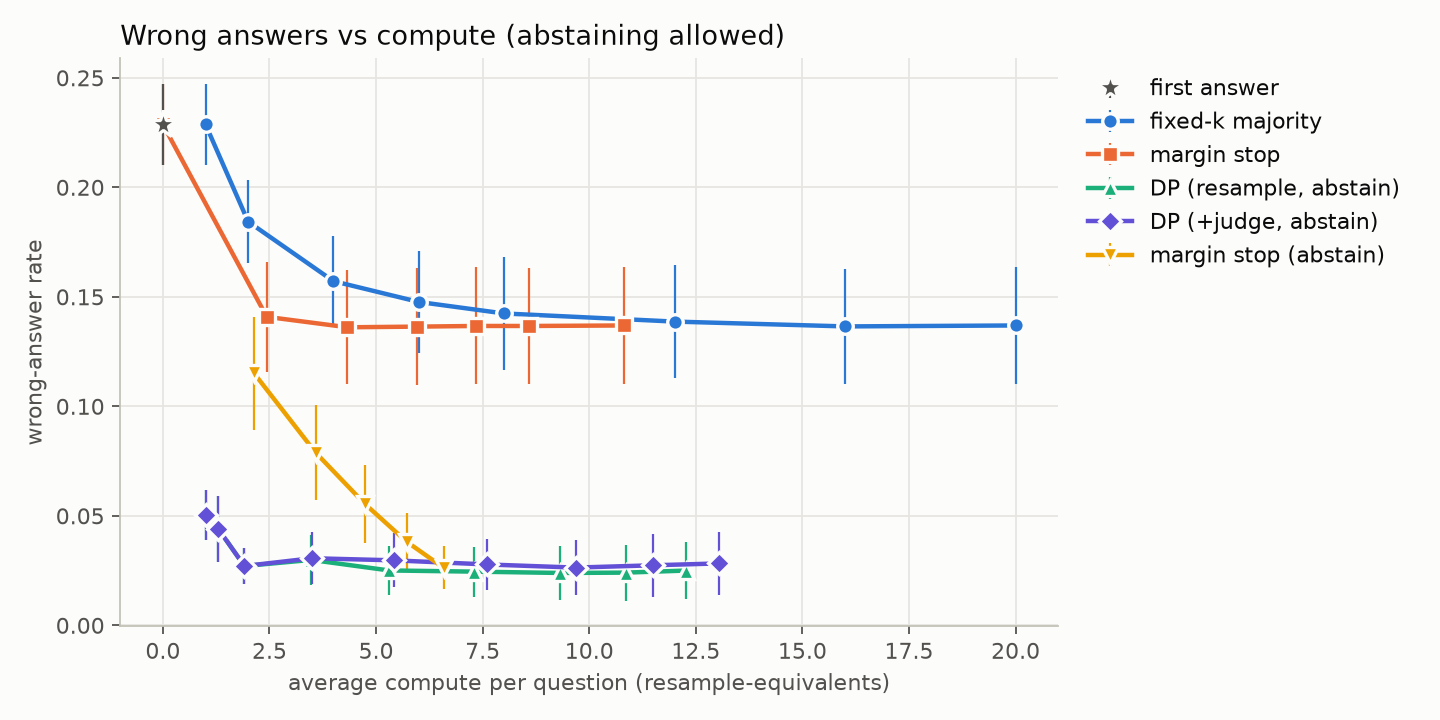 Wrong answers vs compute (abstaining allowed)
first answer
fixed-k majority
margin stop
DP (resample, abstain)
DP (+judge, abstain)
margin stop (abstain)
wrong-answer rate
0.25
0.20
0.15
0.10
0.05
0.00
0.0 2.5 5.0 7.5 10.0 12.5 15.0 17.5 20.0
average compute per question (resample-equivalents)